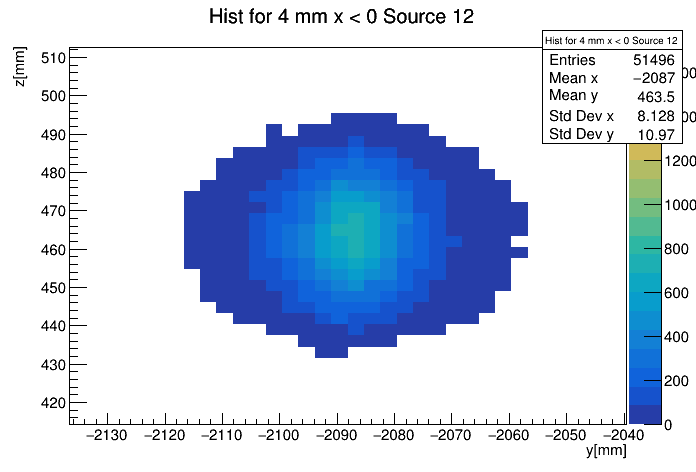 Hist for 4 mm x < 0 Source 12
z[mm]
510
500
490
480
470
460
450
440
430
420
−2130 −2120 −2110 −2100 −2090 −2080 −2070 −2060 −2050 −2040
y[mm]
Hist for 4 mm x < 0 Source 12
Entries 51496
Mean x −2087
Mean y 463.5
Std Dev x 8.128
Std Dev y 10.97
1200
1000
800
600
400
200
0